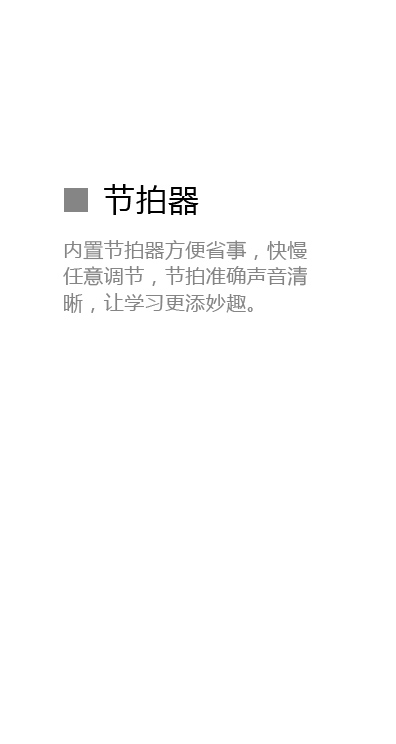 节拍器
内置节拍器方便省事，快慢
任意调节，节拍准确声音清
晰，让学习更添妙趣。